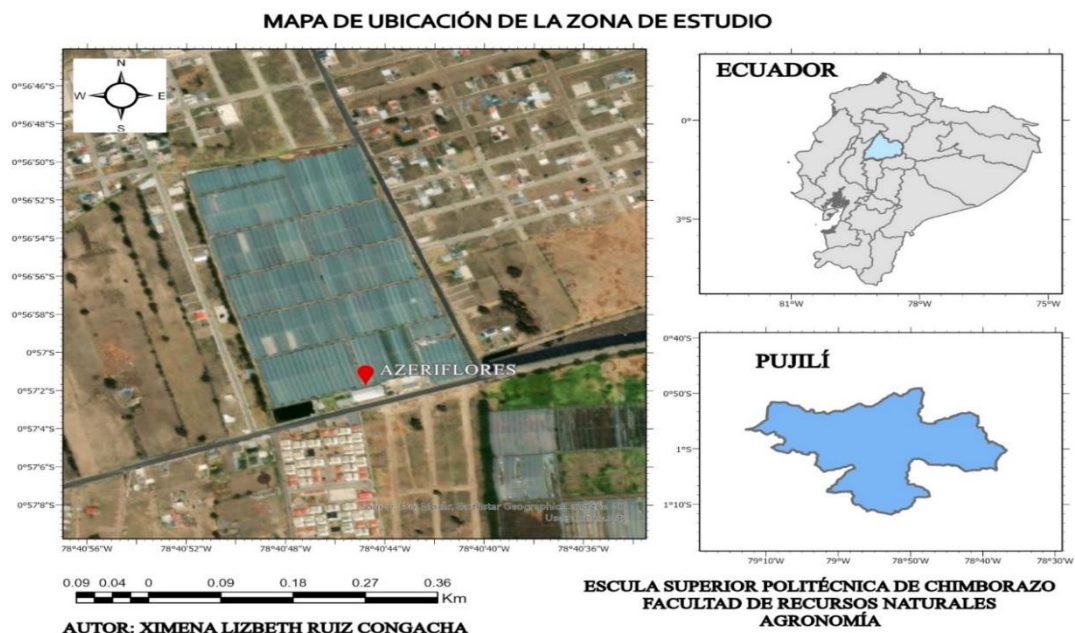 MAPA DE UBICACIÓN DE LA ZONA DE ESTUDIO
N
W E
S
0°56'46"
0°56'48"
0°56'50"
0°56'52"
0°56'54"
0°56'56"
0°56'58"
0°57'S
0°57'2"S
0°57'4"S
0°57'6"S
0°57'8"S
AZERIFLORES
78°40'56"W 78°40'52"W 78°40'48"W 78°40'44"W 78°40'40"W 78°40'36"W
0.09 0.04 0 0.09 0.18 0.27 0.36
Km
AUTOR: XIMENA LIZBETH RUIZ CONGACHA
ECUADOR
0°
3°S
81°W 78°W 75°W
PUJILÍ
0°40'S
0°50'S
1°S
1°10'S
79°10'W 79°W 78°50'W 78°40'W 78°30'W
ESCULA SUPERIOR POLITÉCNICA DE CHIMBORAZO
FACULTAD DE RECURSOS NATURALES
AGRONOMÍA